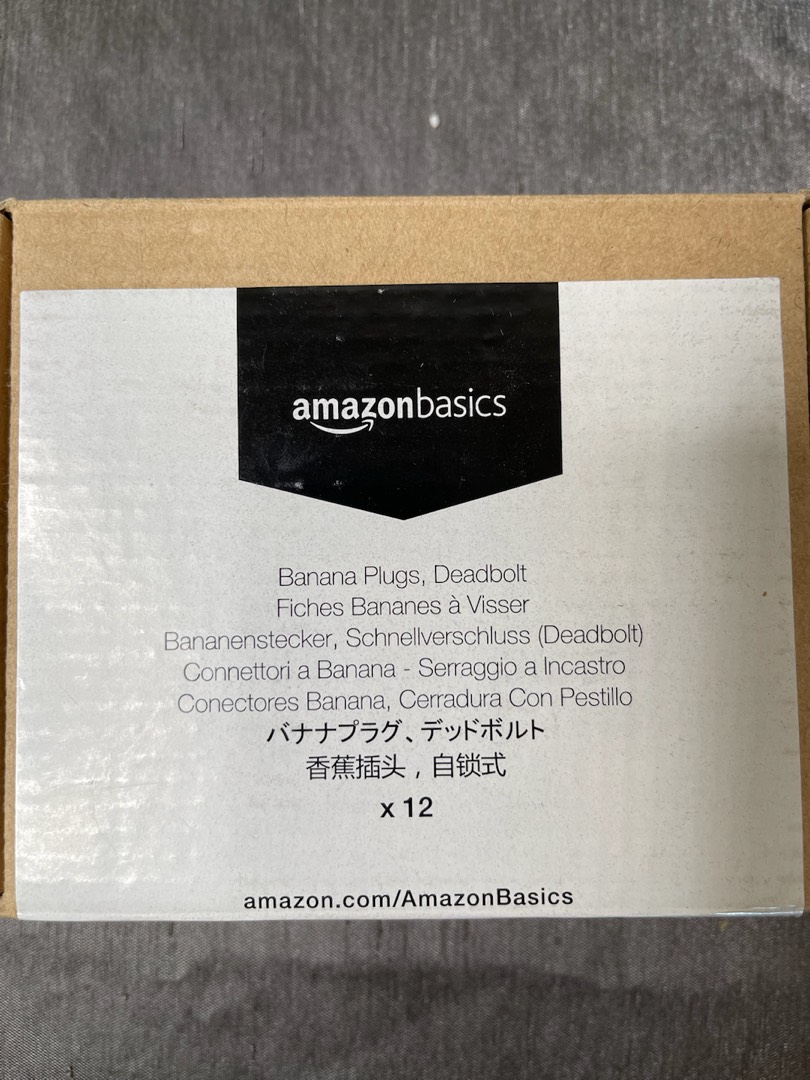 amazonbasics
Banana Plugs, Deadbolt
Fiches Bananes à Visser
Bananenstecker, Schnellverschluss (Deadbolt)
Connettori a Banana - Serraggio a Incastro
Conectores Banana, Cerradura Con Pestillo
バナナプラグ、デッドボルト
香蕉插头，自锁式
x 12
amazon.com/AmazonBasics